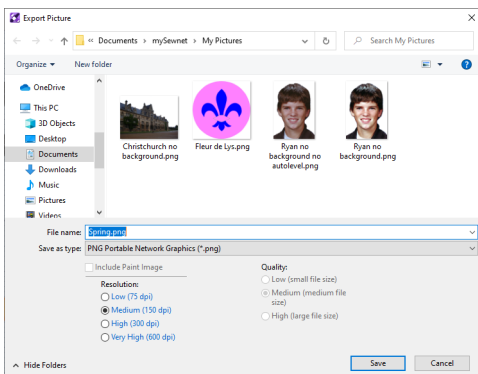 Export Picture
« Documents › mySewnet › My Pictures
Search My Pictures
Organize
New folder
OneDrive
This PC
3D Objects
Desktop
Documents
Downloads
Music
Pictures
Videos
Christchurch no
background.png
Fleur de Lys.png
Ryan no
background no
autolevel.png
Ryan no
background.png
File name: Spring.png
Save as type: PNG Portable Network Graphics (*.png)
Include Paint Image
Resolution:
Low (75 dpi)
Medium (150 dpi)
High (300 dpi)
Very High (600 dpi)
Quality:
Low (small file size)
Medium (medium file
size)
High (large file size)
Hide Folders
Save
Cancel